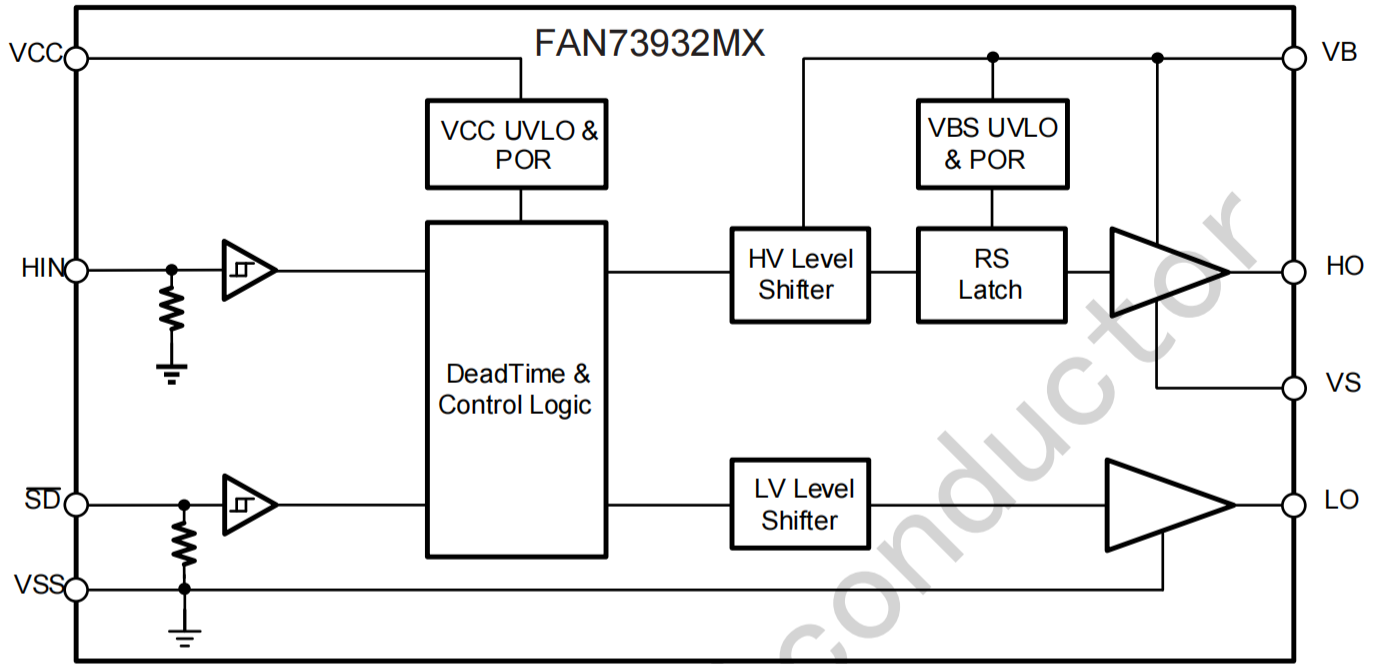 FAN73932MX
VCC
VB
VCC UVLO &
POR
VBS UVLO
& POR
HIN
HV Level
Shifter
RS
Latch
HO
DeadTime &
Control Logic
VS
SD
LV Level
Shifter
LO
VSS
conductor